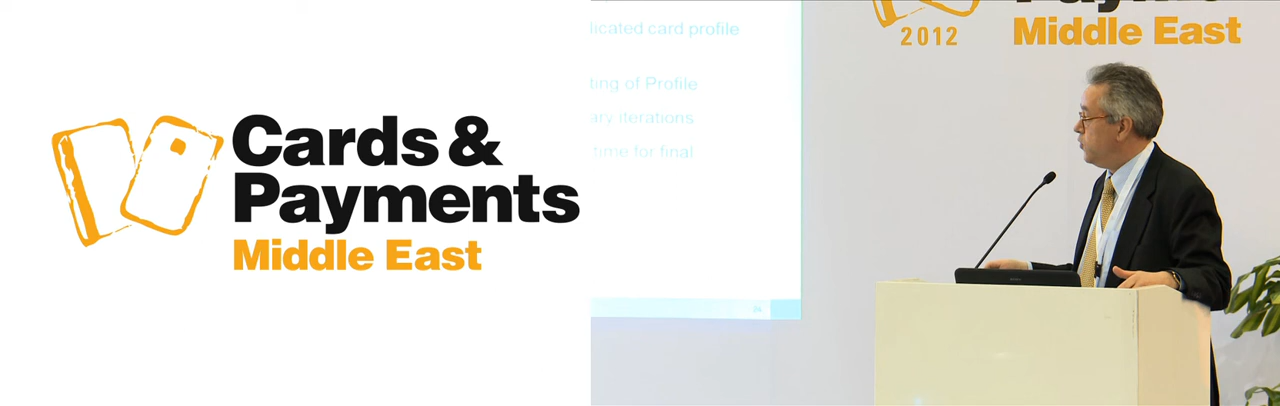 Cards &
Payments
Middle East
licated card profile
ting of Profile
ary iterations
time for final
2012
Middle East